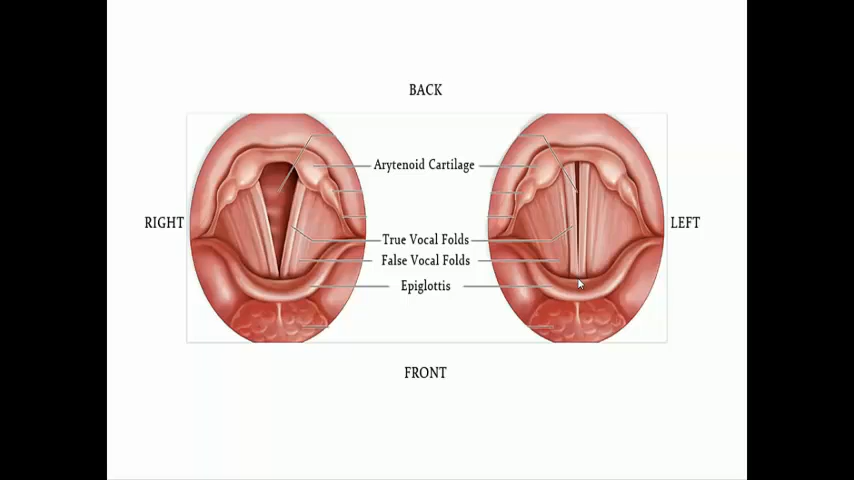 BACK
Arytenoid Cartilage
RIGHT
LEFT
True Vocal Folds
False Vocal Folds
Epiglottis
FRONT